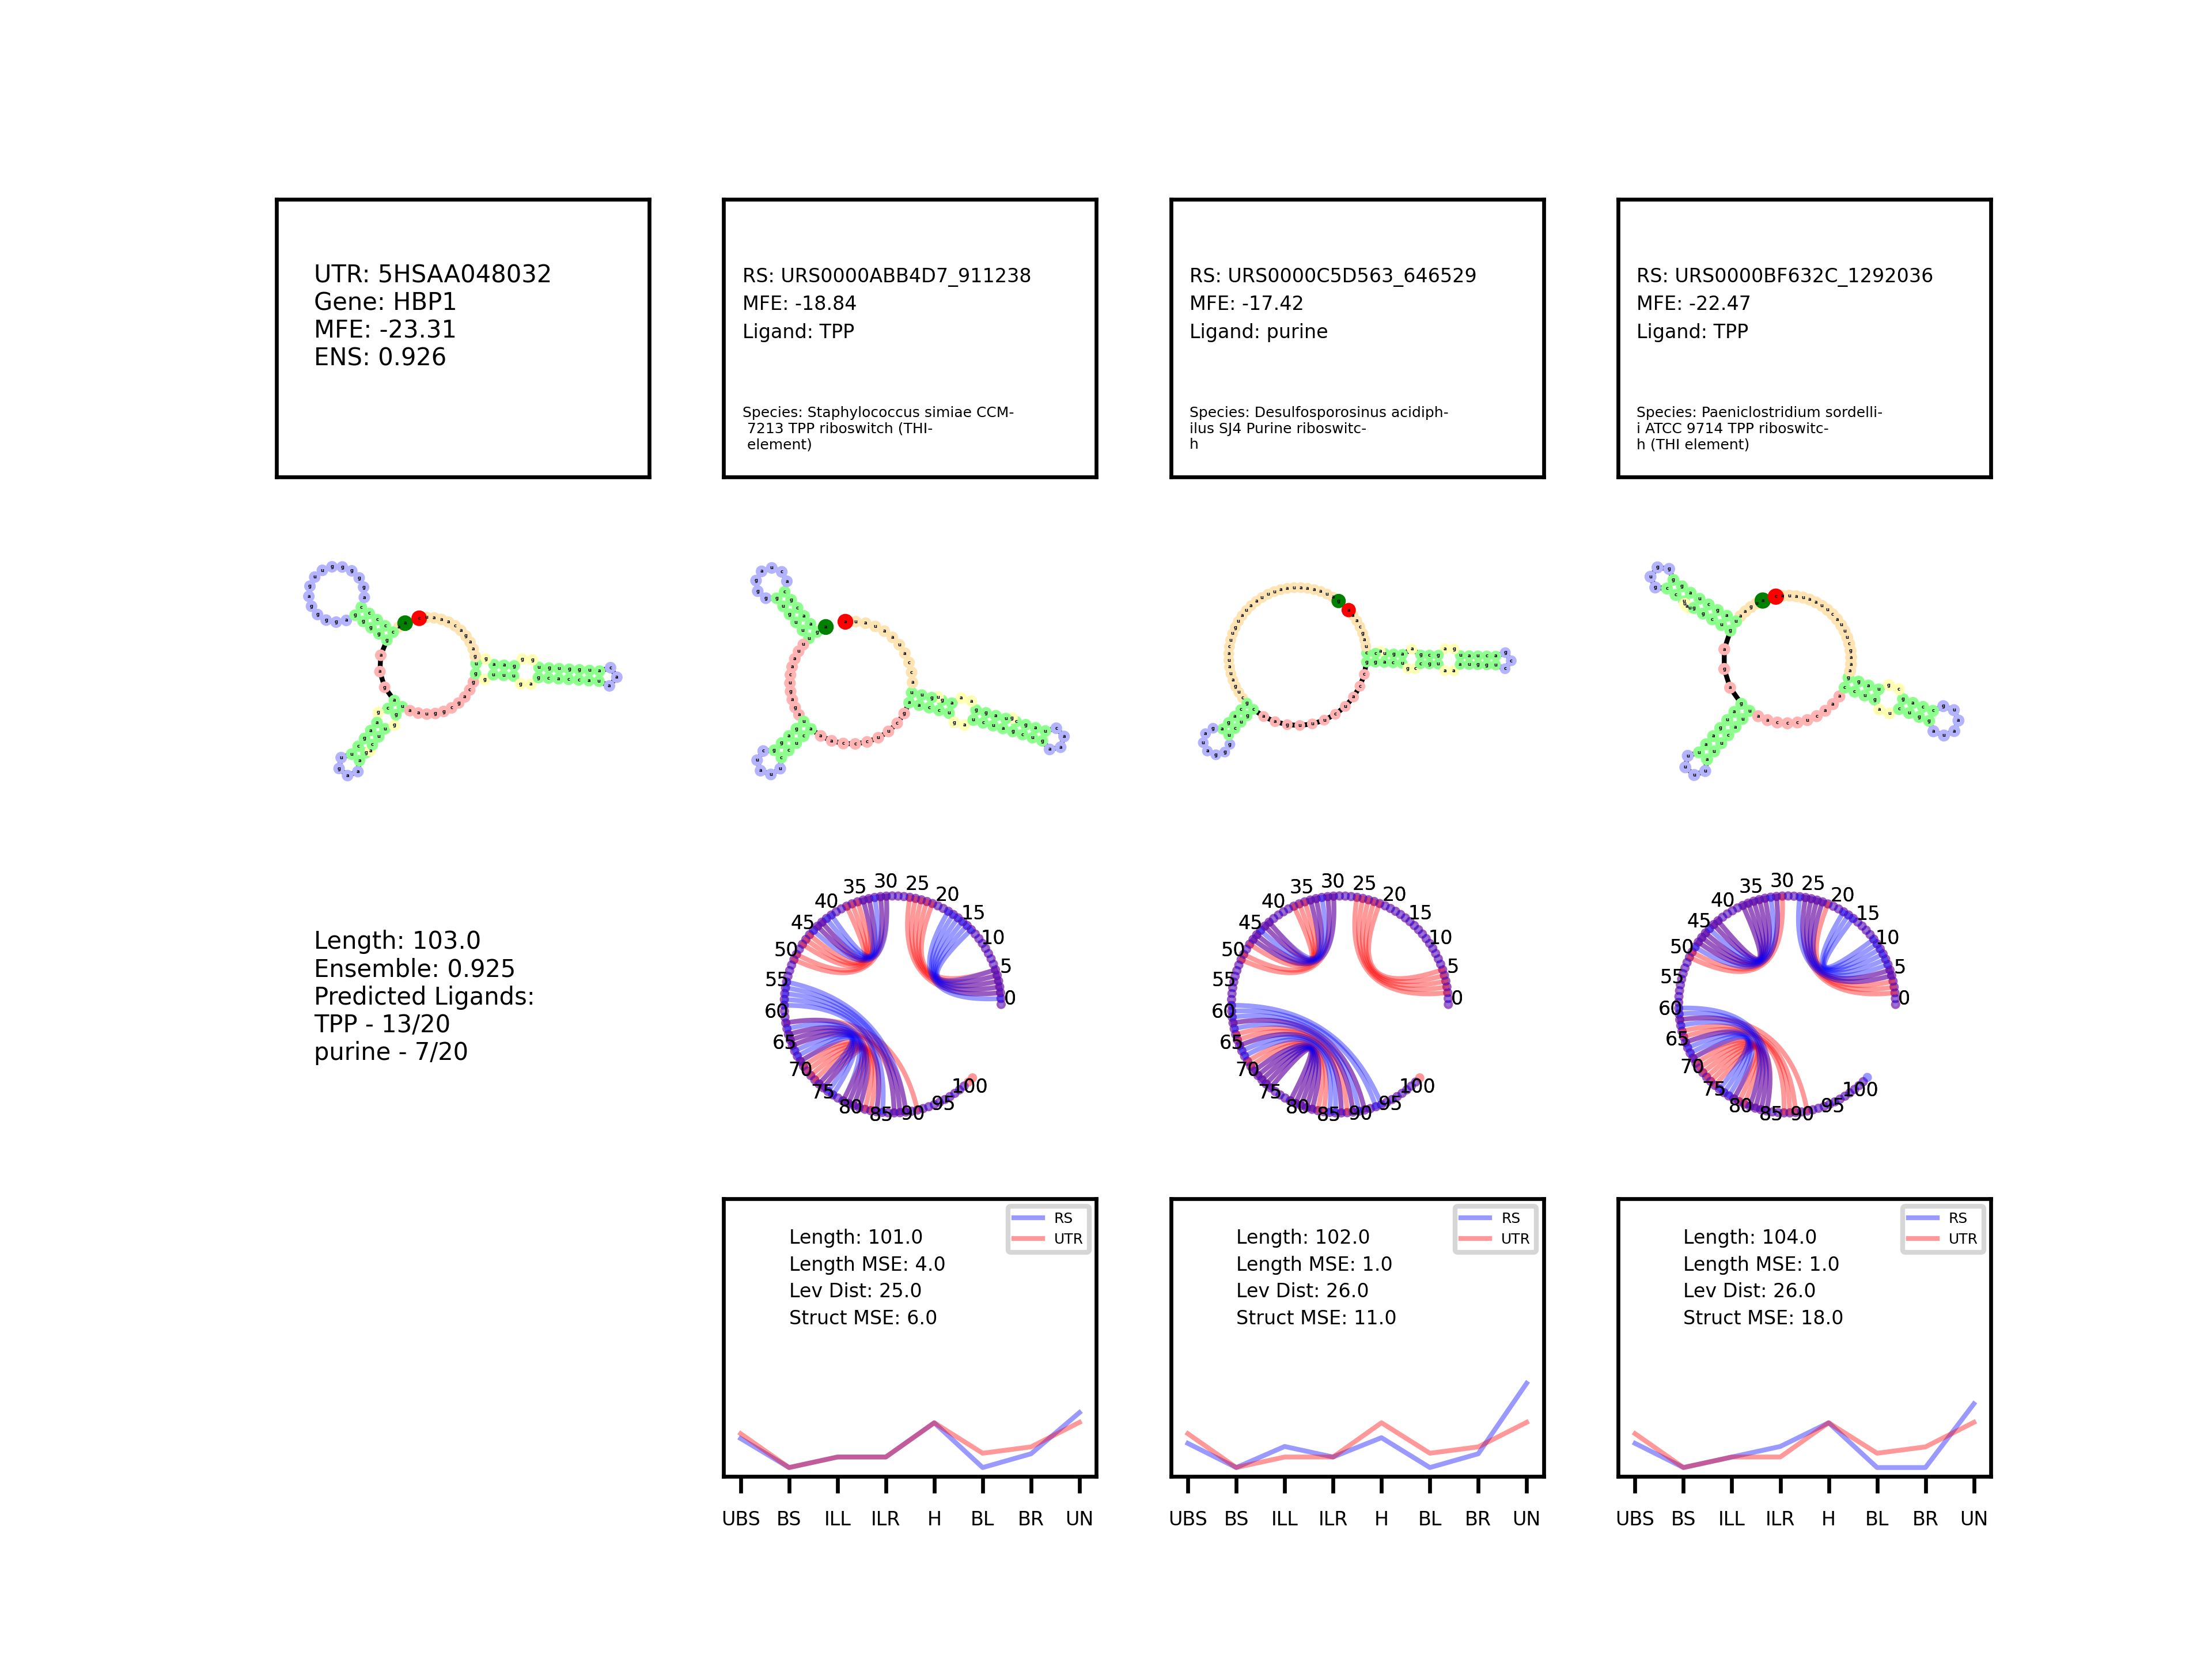 UTR: 5HSAA048032
Gene: HBP1
MFE: -23.31
ENS: 0.926
RS: URS0000ABB4D7_911238
MFE: -18.84
Ligand: TPP
Species: Staphylococcus simiae CCM-
7213 TPP riboswitch (THI-
element)
RS: URS0000C5D563_646529
MFE: -17.42
Ligand: purine
Species: Desulfosporosinus acidiph-
ilus SJ4 Purine riboswitc-
h
RS: URS0000BF632C_1292036
MFE: -22.47
Ligand: TPP
Species: Paeniclostridium sordelli-
i ATCC 9714 TPP riboswitc-
h (THI element)
Length: 103.0
Ensemble: 0.925
Predicted Ligands:
TPP - 13/20
purine - 7/20
0
5
10
15
20
25
30
35
40
45
50
55
60
65
70
75
80
85
90
95
100
0
5
10
15
20
25
30
35
40
45
50
55
60
65
70
75
80
85
90
95
100
0
5
10
15
20
25
30
35
40
45
50
55
60
65
70
75
80
85
90
95
100
RS
UTR
Length: 101.0
Length MSE: 4.0
Lev Dist: 25.0
Struct MSE: 6.0
UBS BS ILL ILR H BL BR UN
RS
UTR
Length: 102.0
Length MSE: 1.0
Lev Dist: 26.0
Struct MSE: 11.0
UBS BS ILL ILR H BL BR UN
RS
UTR
Length: 104.0
Length MSE: 1.0
Lev Dist: 26.0
Struct MSE: 18.0
UBS BS ILL ILR H BL BR UN